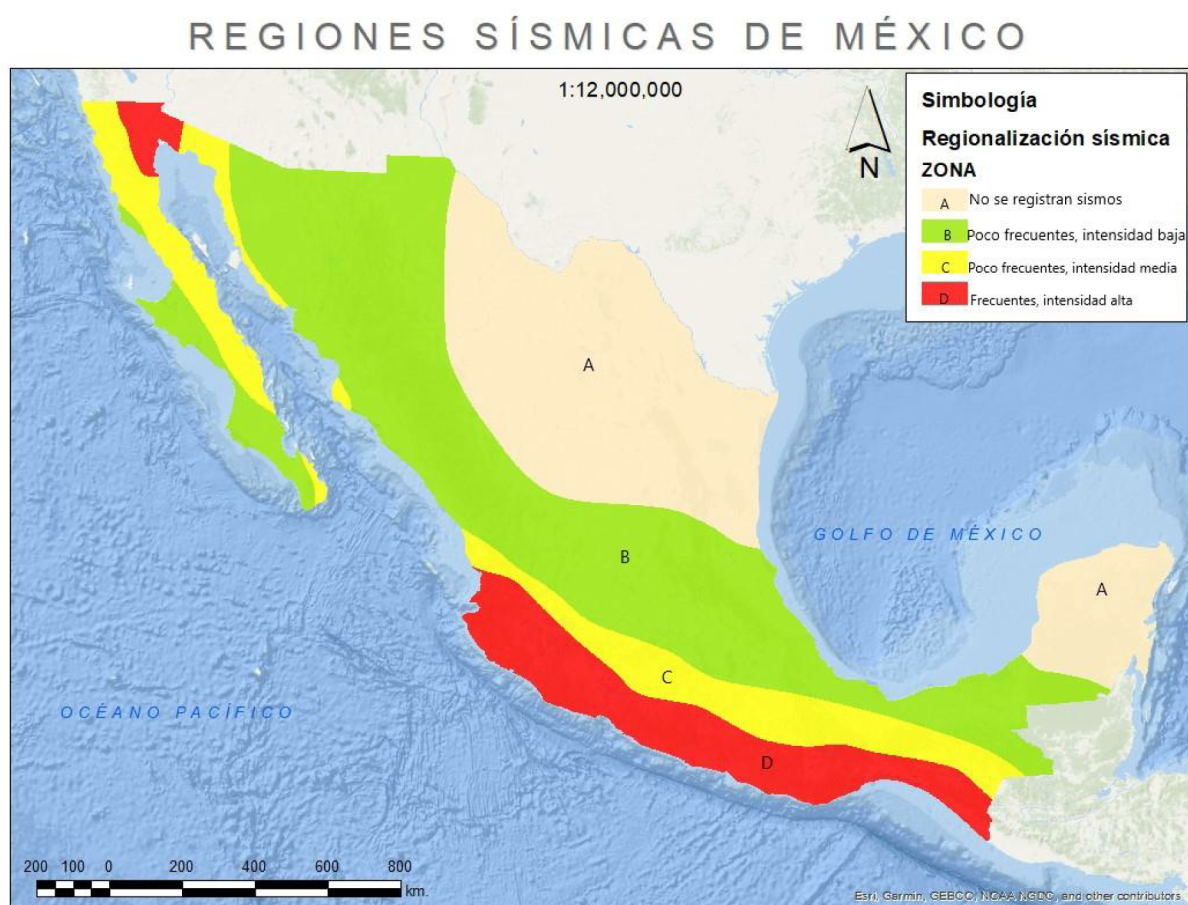 REGIONES SÍSMICAS DE MÉXICO
1:12,000,000
N
Simbología
Regionalización sísmica
ZONA
A No se registran sismos
B Poco frecuentes, intensidad baja
C Poco frecuentes, intensidad media
D Frecuentes, intensidad alta
A
B
GOLFO DE MÉXICO
A
C
OCÉANO PACÍFICO
D
200 100 0 200 400 600 800
km.
Esri, Garmin, GEBCO, NOAA NGDC, and other contributors